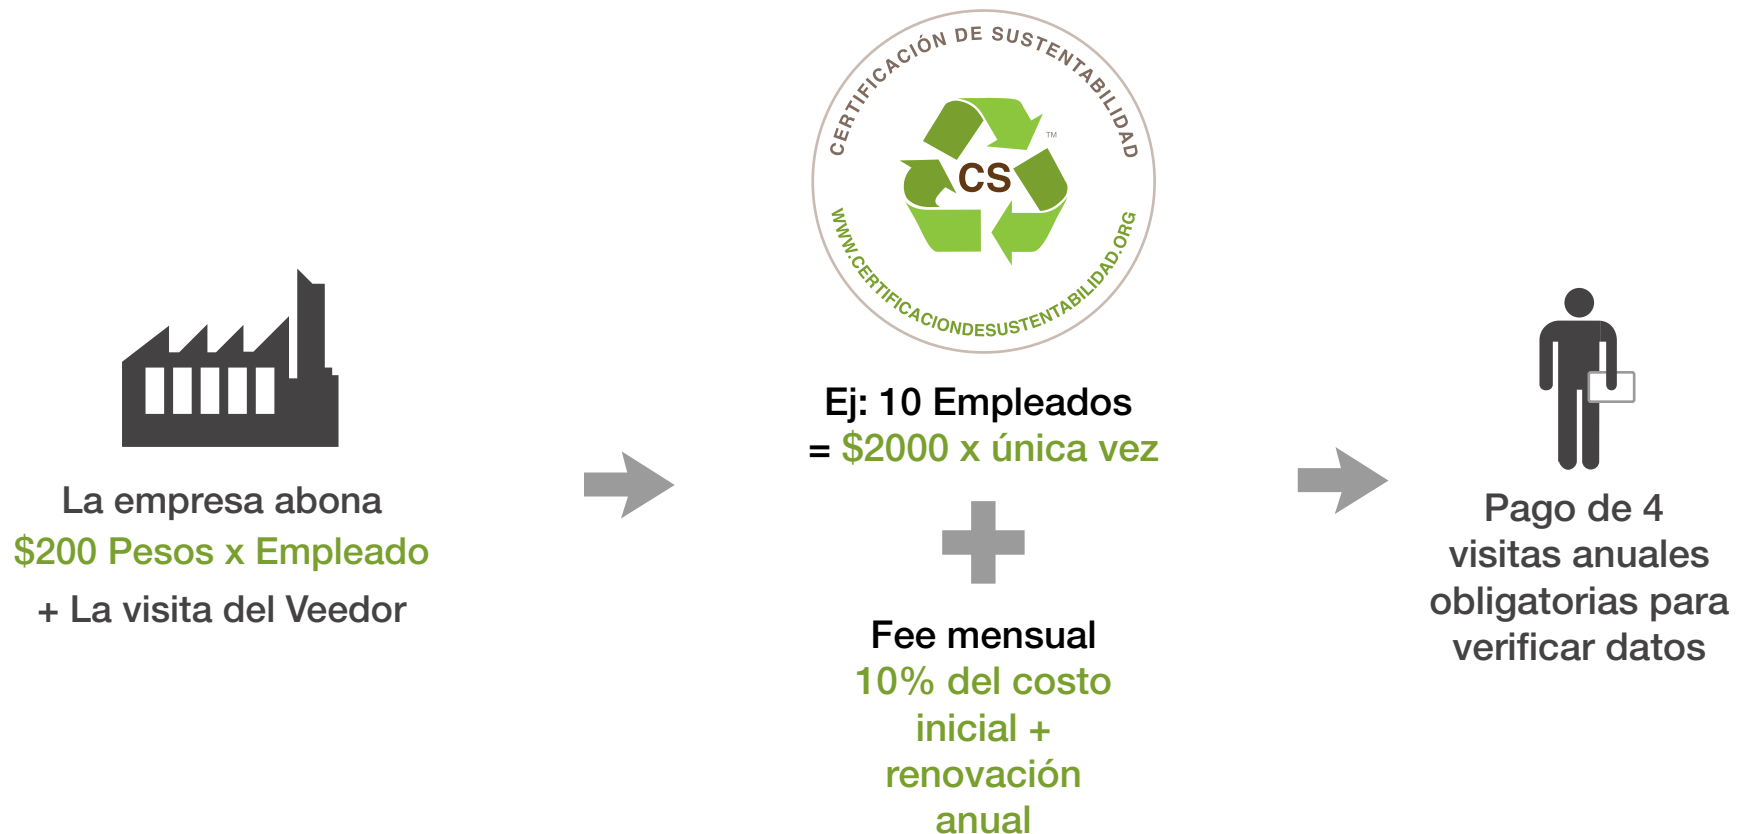 La empresa abona
$200 Pesos x Empleado
+ La visita del Veedor
CERTIFICACIÓN DE SUSTENTABILIDAD
TM
CS
WWW.CERTIFICACIONDESUSTENTABILIDAD.ORG
Ej: 10 Empleados
= $2000 x única vez
Fee mensual
10% del costo
inicial +
renovación
anual
Pago de 4
visitas anuales
obligatorias para
verificar datos